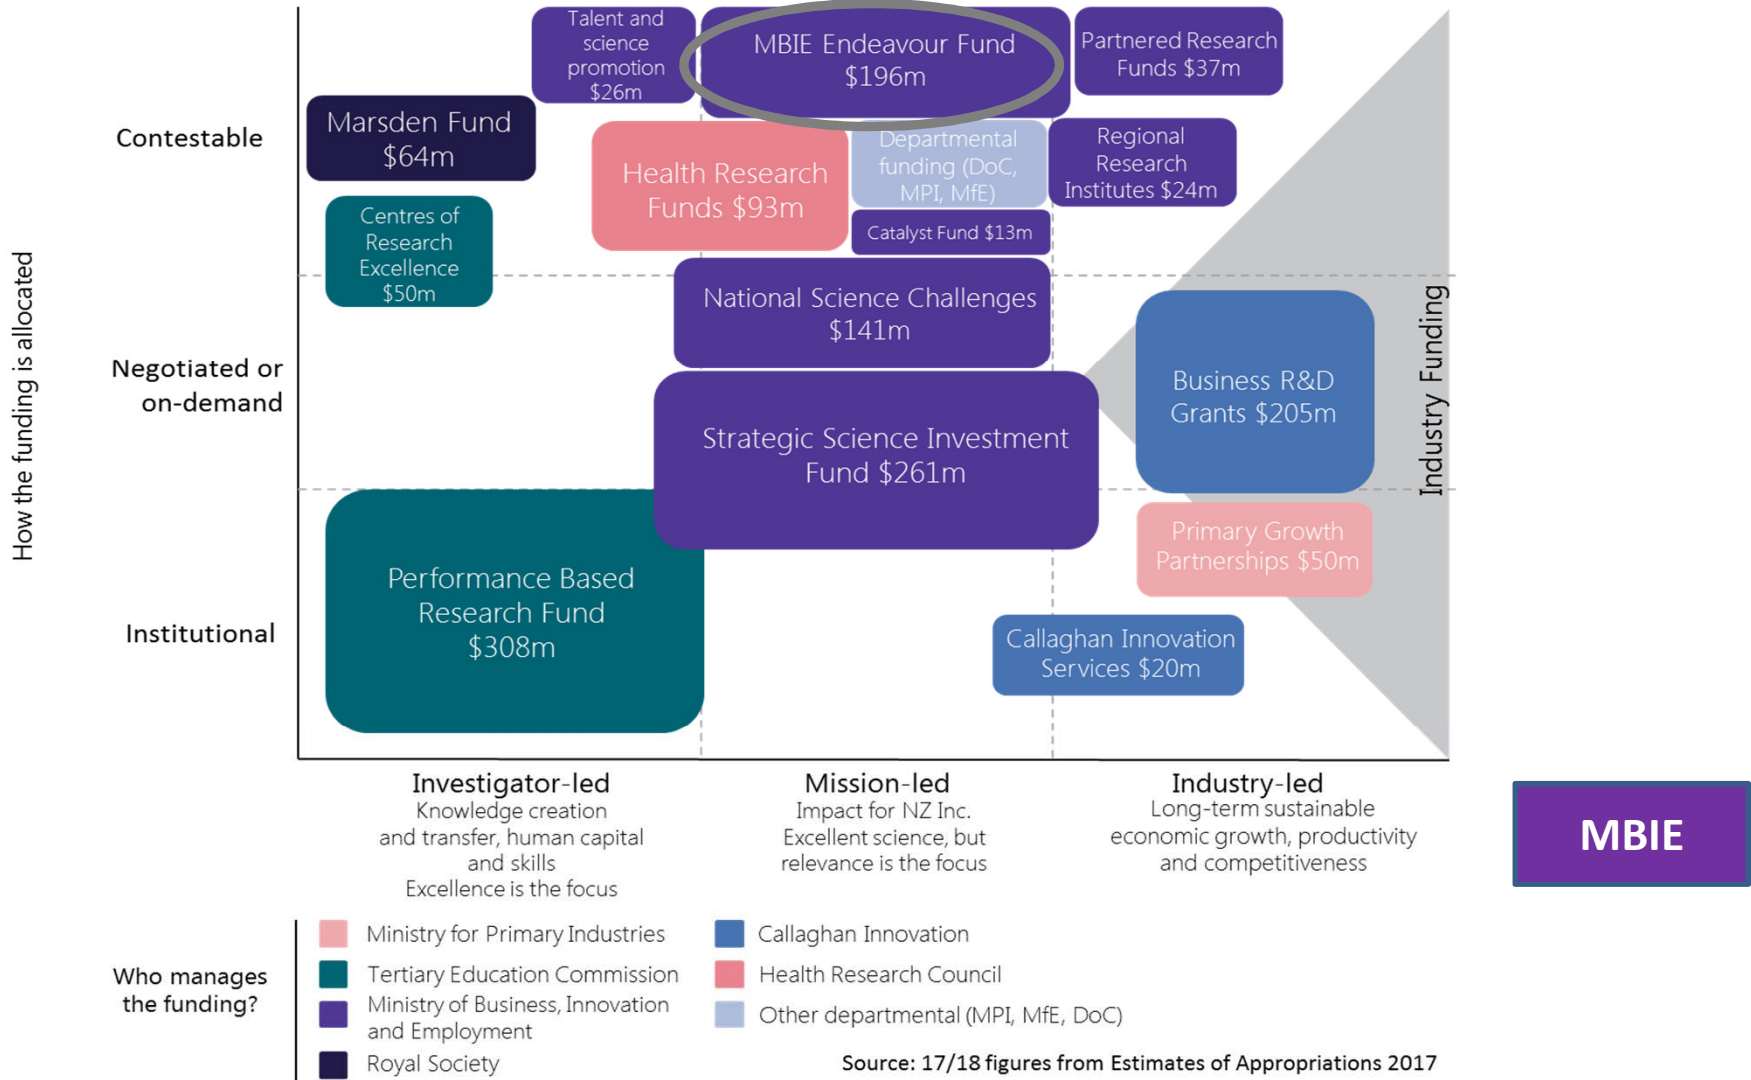 Talent and
science
promotion
$26m
MBIE Endeavour Fund
$196m
Partnered Research
Funds $37m
Marsden Fund
$64m
Contestable
Health Research
Funds $93m
Departmental
funding (DoC,
MPI, MfE)
Regional
Research
Institutes $24m
Centres of
Research
Excellence
$50m
Catalyst Fund $13m
How the funding is allocated
National Science Challenges
$141m
Negotiated or
on-demand
Strategic Science Investment
Fund $261m
Business R&D
Grants $205m
Industry Funding
Performance Based
Research Fund
$308m
Primary Growth
Partnerships $50m
Institutional
Callaghan Innovation
Services $20m
Investigator-led
Knowledge creation
and transfer, human capital
and skills
Excellence is the focus
Mission-led
Impact for NZ Inc.
Excellent science, but
relevance is the focus
Industry-led
Long-term sustainable
economic growth, productivity
and competitiveness
MBIE
Who manages
the funding?
Ministry for Primary Industries
Tertiary Education Commission
Ministry of Business, Innovation
and Employment
Royal Society
Callaghan Innovation
Health Research Council
Other departmental (MPI, MfE, DoC)
Source: 17/18 figures from Estimates of Appropriations 2017